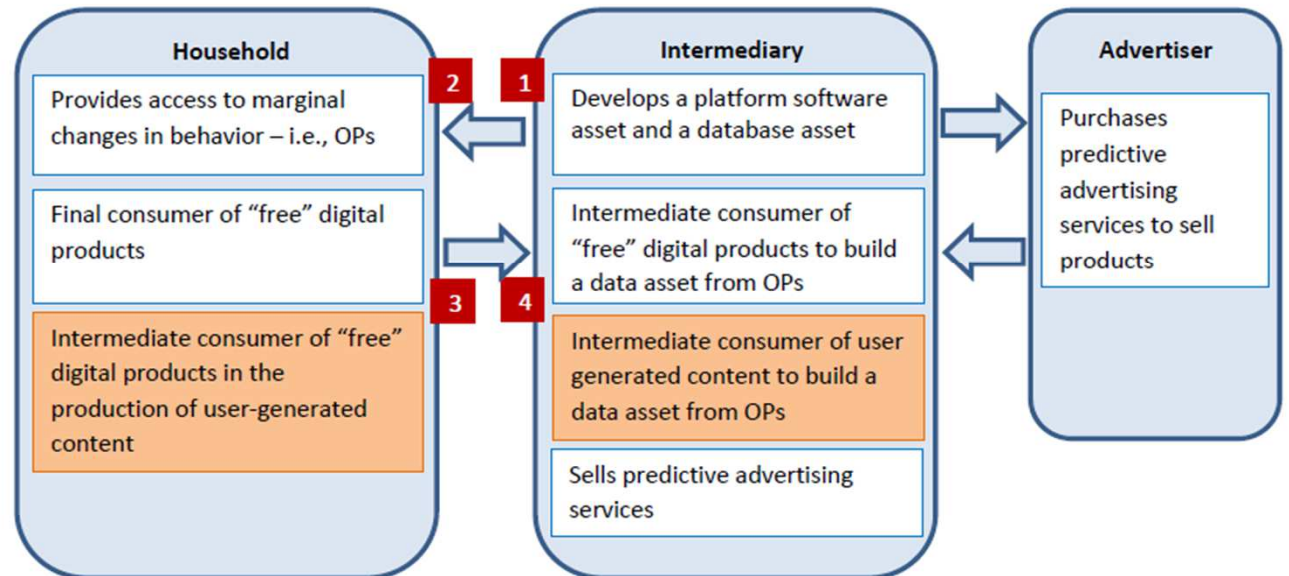 Household
Provides access to marginal
changes in behavior – i.e., OPs
Final consumer of “free” digital
products
Intermediate consumer of “free”
digital products in the
production of user-generated
content
2
3
1
4
Intermediary
Develops a platform software
asset and a database asset
Intermediate consumer of
“free” digital products to build
a data asset from OPs
Intermediate consumer of user
generated content to build a
data asset from OPs
Sells predictive advertising
services
Advertiser
Purchases
predictive
advertising
services to sell
products